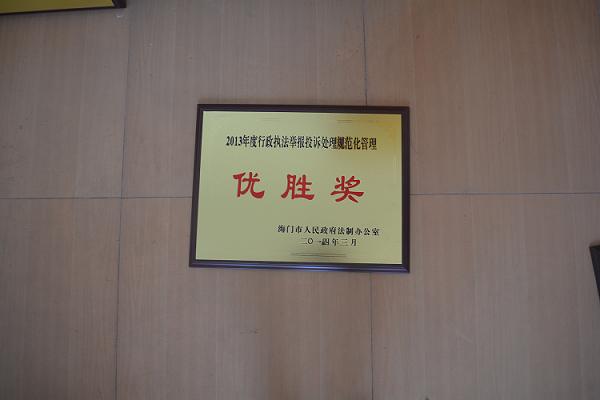 2013年度行政执法举报投诉处理规范化管理
优胜奖
海门市人民政府法制办公室
二〇一四年三月